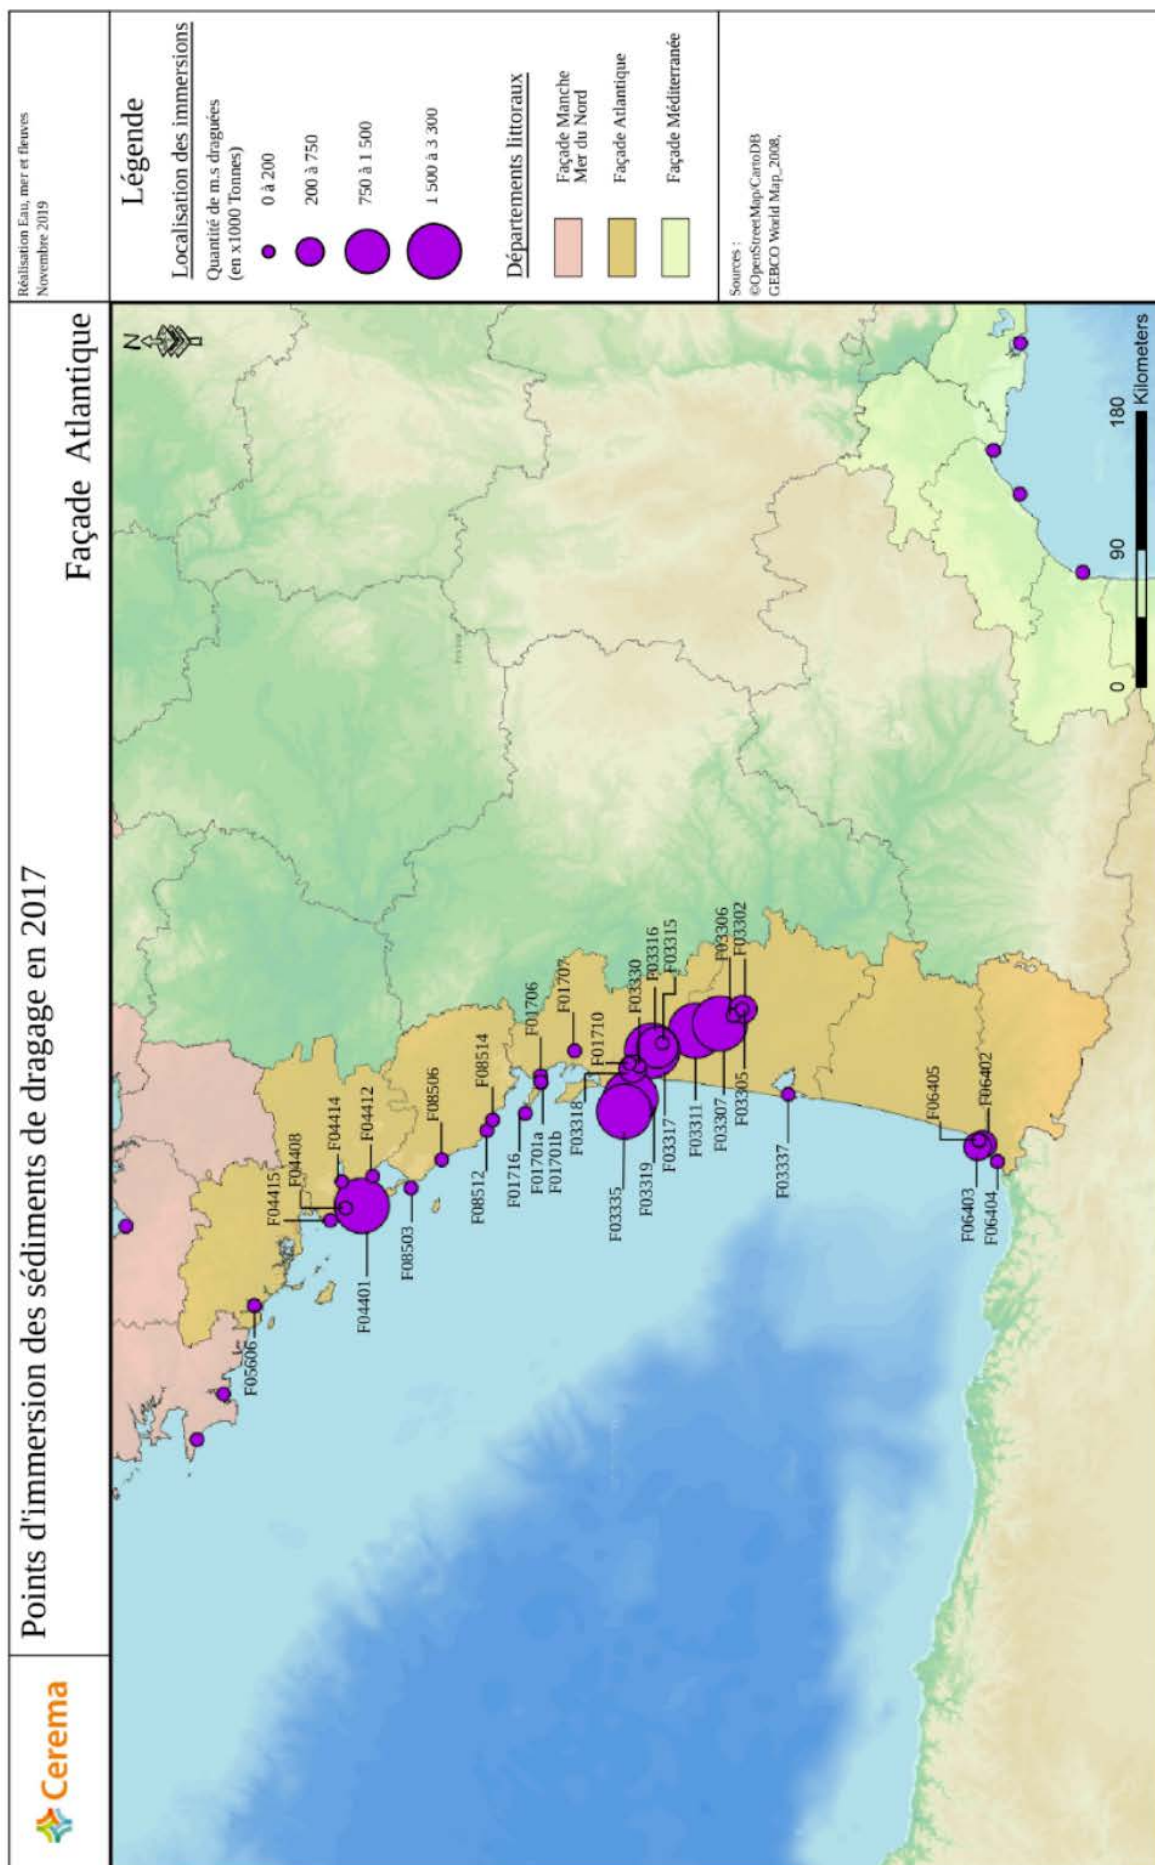 Cerema
Points d'immersion des sédiments de dragage en 2017
Façade Atlantique
Réalisation Eau, mer et fleuves
Novembre 2019
Légende
Localisation des immersions
Quantité de m.s draguées
(en x1000 Tonnes)
0 à 200
200 à 750
750 à 1 500
1 500 à 3 300
Départements littoraux
Façade Manche
Mer du Nord
Façade Atlantique
Façade Méditerranée
Sources :
©OpenStreetMap/CartoDB
GEBCO World Map_2008,
N
F05606
F04415
F04408
F04414
F04412
F04401
F08503
F08506
F08512
F08514
F01716
F01701a
F01701b
F01706
F01707
F01710
F03318
F03335
F03319
F03317
F03330
F03316
F03315
F03311
F03307
F03305
F03306
F03302
F03337
F06405
F06402
F06403
F06404
0
90
180
Kilometers